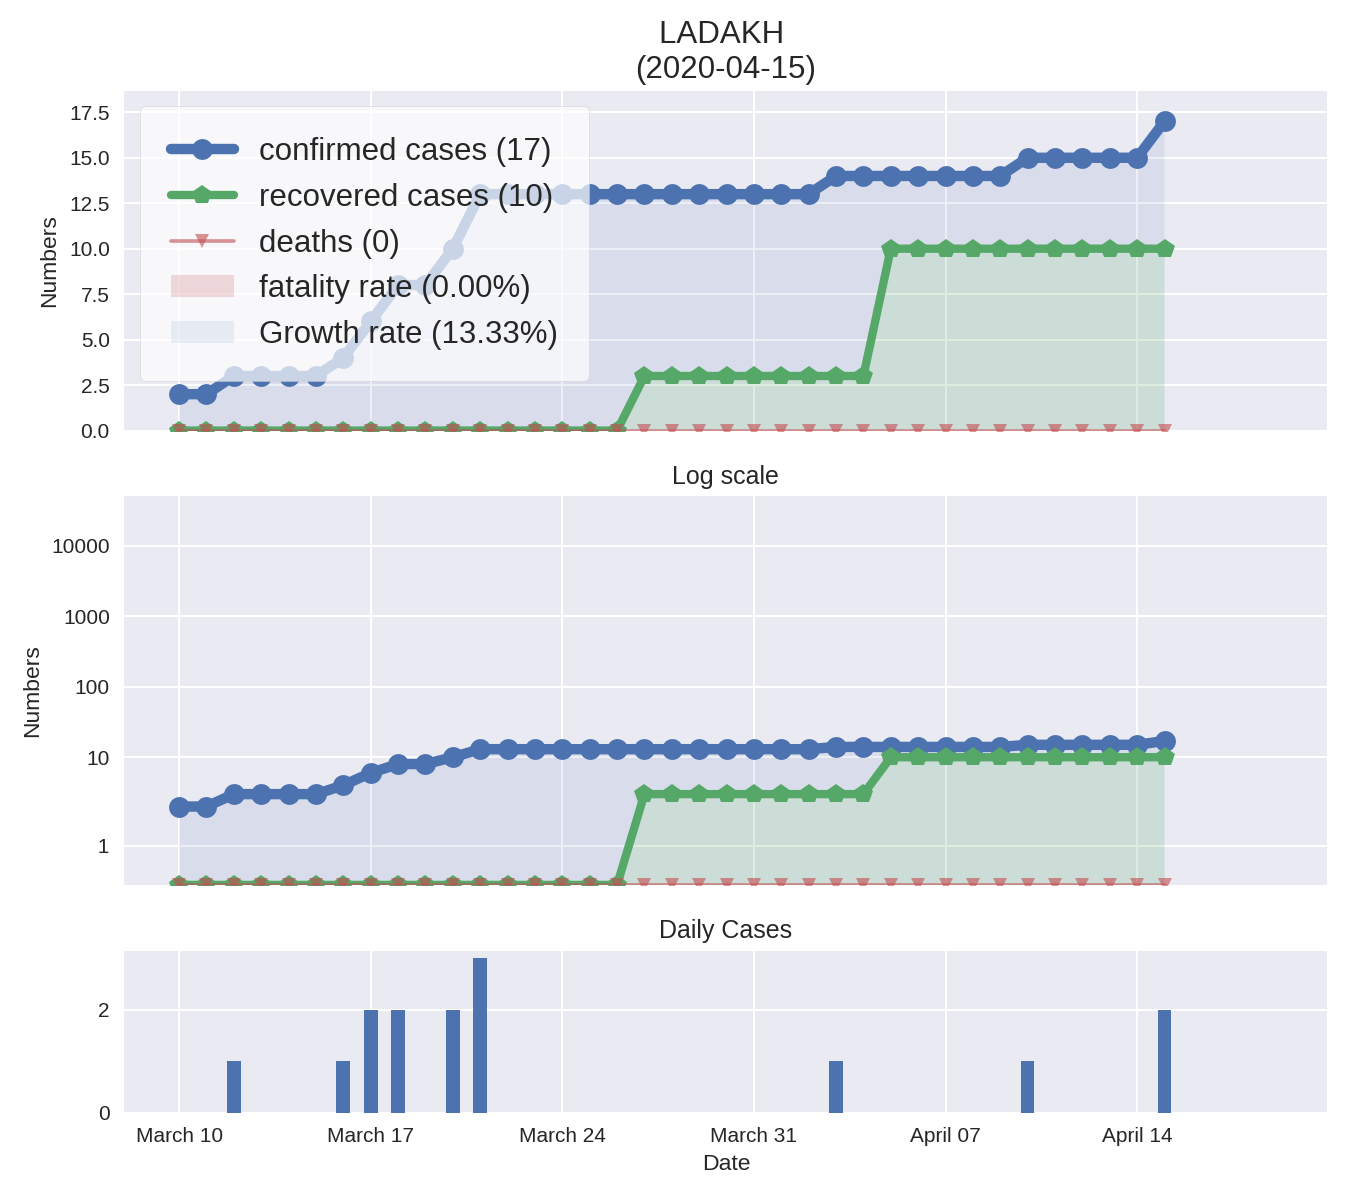 LADAKH
(2020-04-15)
17.5
15.0
12.5
10.0
7.5
5.0
2.5
0.0
Numbers
confirmed cases (17)
recovered cases (10)
deaths (0)
fatality rate (0.00%)
Growth rate (13.33%)
Log scale
10000
1000
100
10
1
Numbers
Daily Cases
2
0
March 10 March 17 March 24 March 31 April 07 April 14
Date